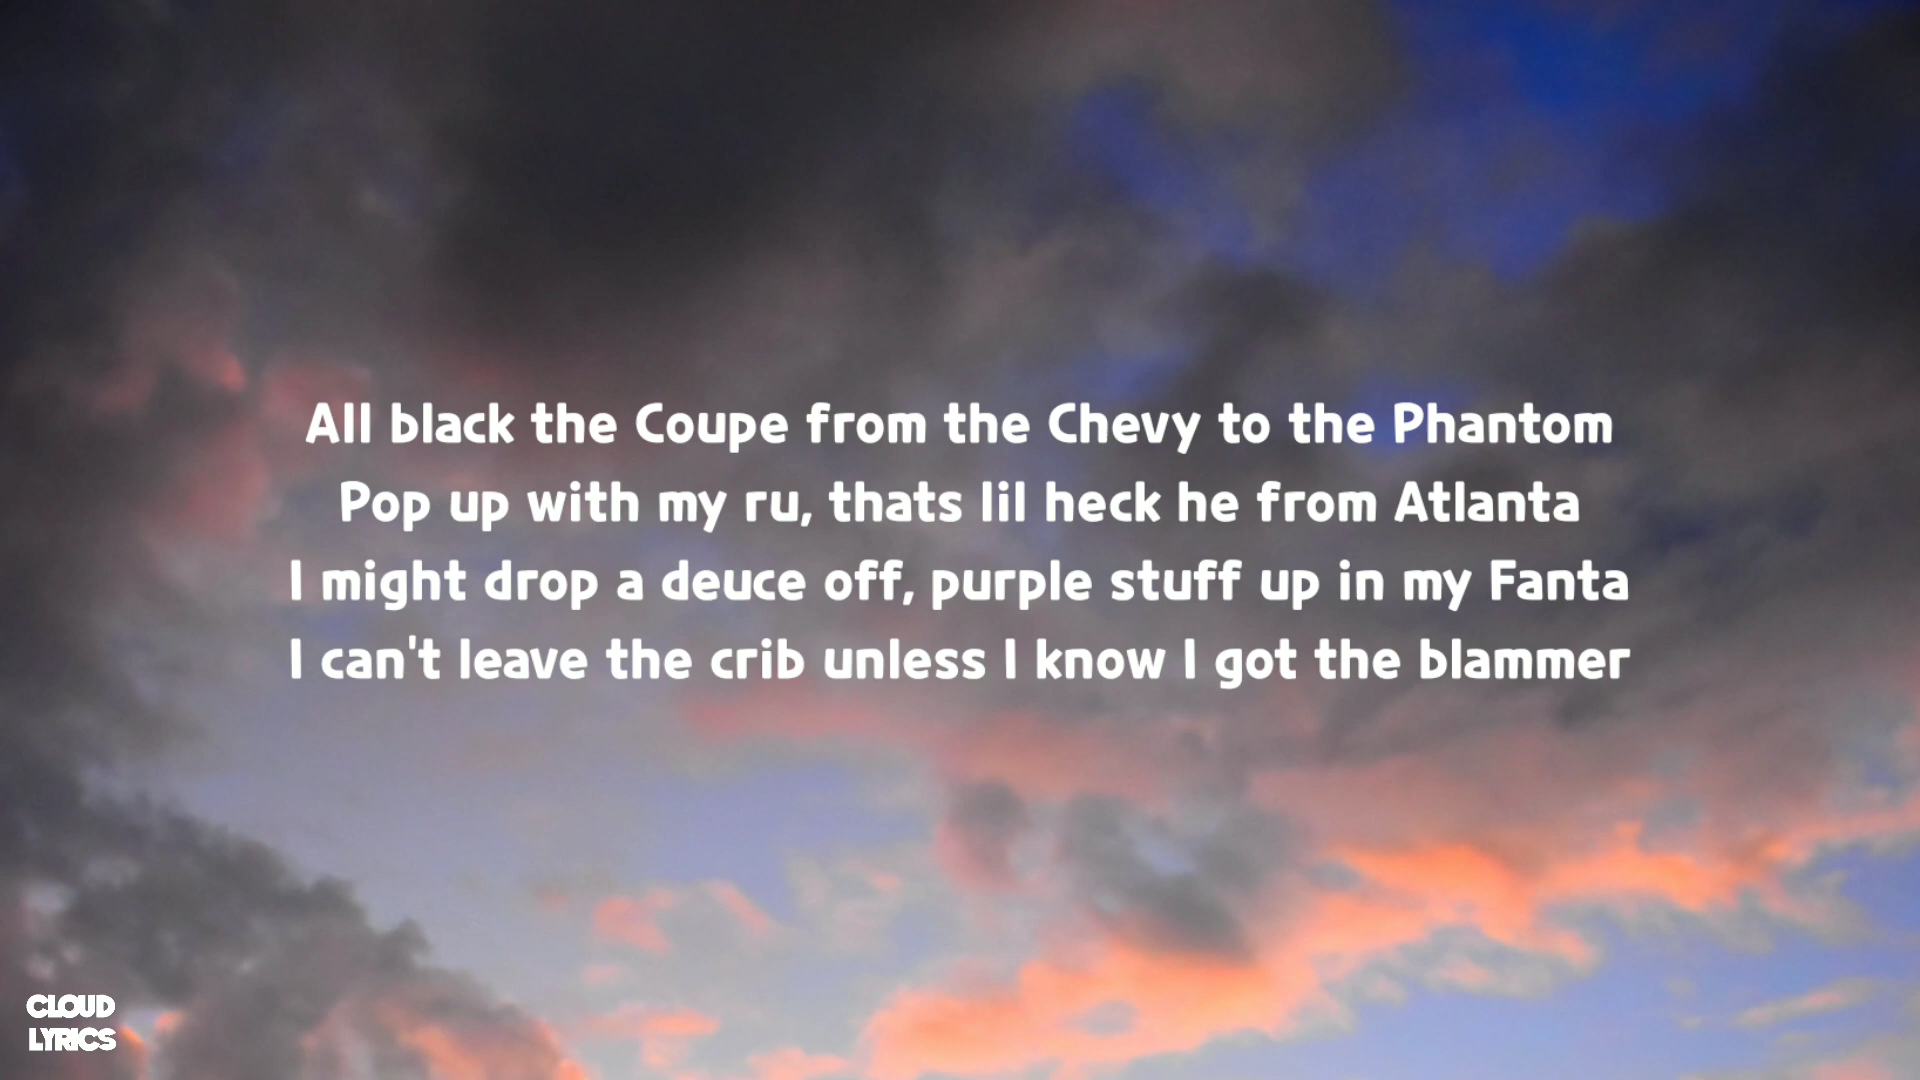 All black the Coupe from the Chevy to the Phantom
Pop up with my ru, thats lil heck he from Atlanta
I might drop a deuce off, purple stuff up in my Fanta
I can't leave the crib unless I know I got the blammer
CLOUD
LYRICS